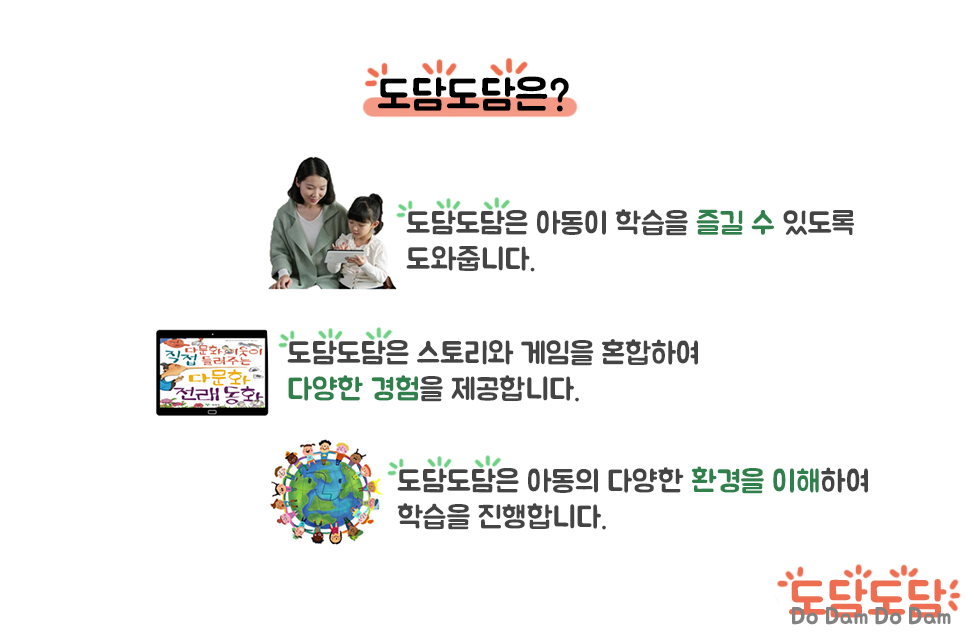 도담도담은?
도담도담은 아동이 학습을 즐길 수 있도록
도와줍니다.
다문화 이웃이
직접 들려주는
다문화
전래 동화
도담도담은 스토리와 게임을 혼합하여
다양한 경험을 제공합니다.
도담도담은 아동의 다양한 환경을 이해하여
학습을 진행합니다.
도담도담
Do Dam Do Dam